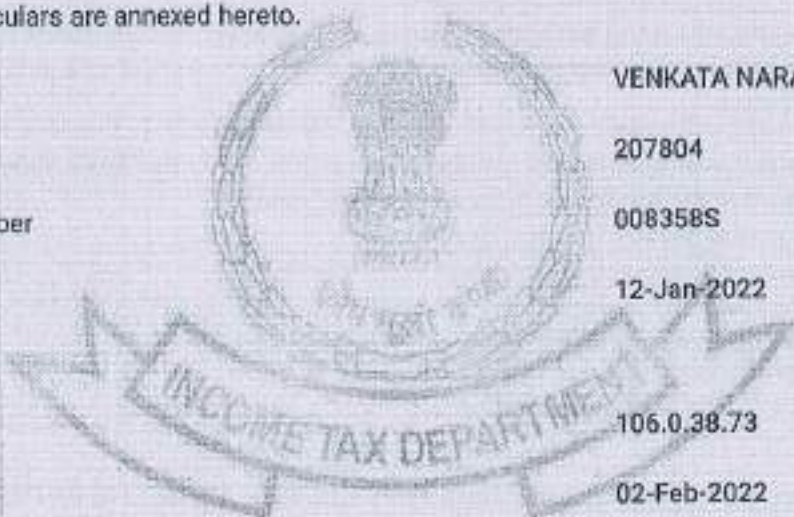 culars are annexed hereto.
VENKATA NARA
207804
ber
008358S
12-Jan-2022
INCOME TAX DEPARTMENT
106.0.38.73
02-Feb-2022